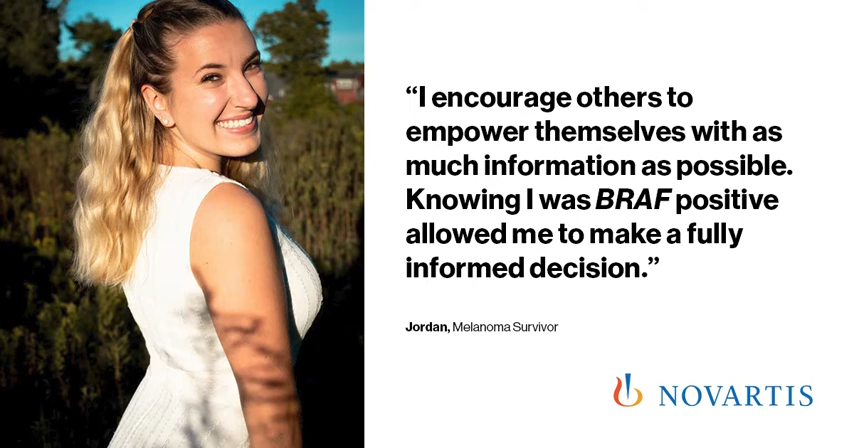 “I encourage others to
empower themselves with as
much information as possible.
Knowing I was BRAF positive
allowed me to make a fully
informed decision.”
Jordan, Melanoma Survivor
NOVARTIS